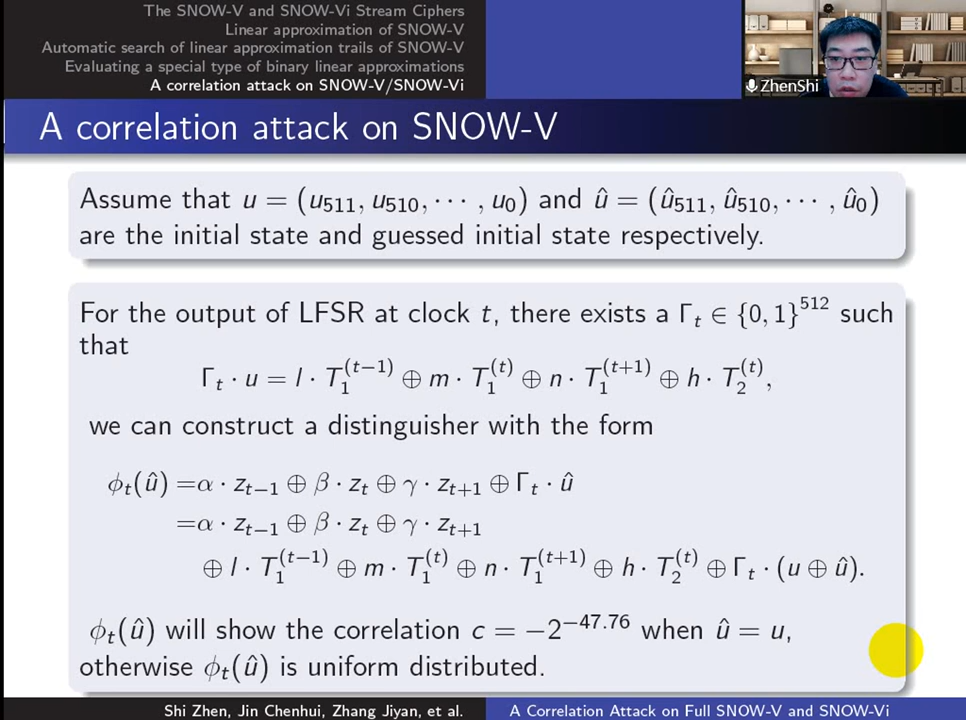 The SNOW-V and SNOW-Vi Stream Ciphers
Linear approximation of SNOW-V
Automatic search of linear approximation trails of SNOW-V
Evaluating a special type of binary linear approximations
A correlation attack on SNOW-V/SNOW-Vi
ZhenShi
A correlation attack on SNOW-V
Assume that u = (u₅₁₁, u₅₁₀, ⋯ , u₀) and û = (û₅₁₁, û₅₁₀, ⋯ , û₀)
are the initial state and guessed initial state respectively.
For the output of LFSR at clock t, there exists a Γₜ ∈ {0, 1}⁵¹² such
that
Γₜ · u = l · T₁^(t−1) ⊕ m · T₁^(t) ⊕ n · T₁^(t+1) ⊕ h · T₂^(t),
we can construct a distinguisher with the form
ϕₜ(û) =α · z_{t−1} ⊕ β · z_t ⊕ γ · z_{t+1} ⊕ Γₜ · û
=α · z_{t−1} ⊕ β · z_t ⊕ γ · z_{t+1}
⊕ l · T₁^(t−1) ⊕ m · T₁^(t) ⊕ n · T₁^(t+1) ⊕ h · T₂^(t) ⊕ Γₜ · (u ⊕ û).
ϕₜ(û) will show the correlation c = −2^{−47.76} when û = u,
otherwise ϕₜ(û) is uniform distributed.
Shi Zhen, Jin Chenhui, Zhang Jiyan, et al.
A Correlation Attack on Full SNOW-V and SNOW-Vi